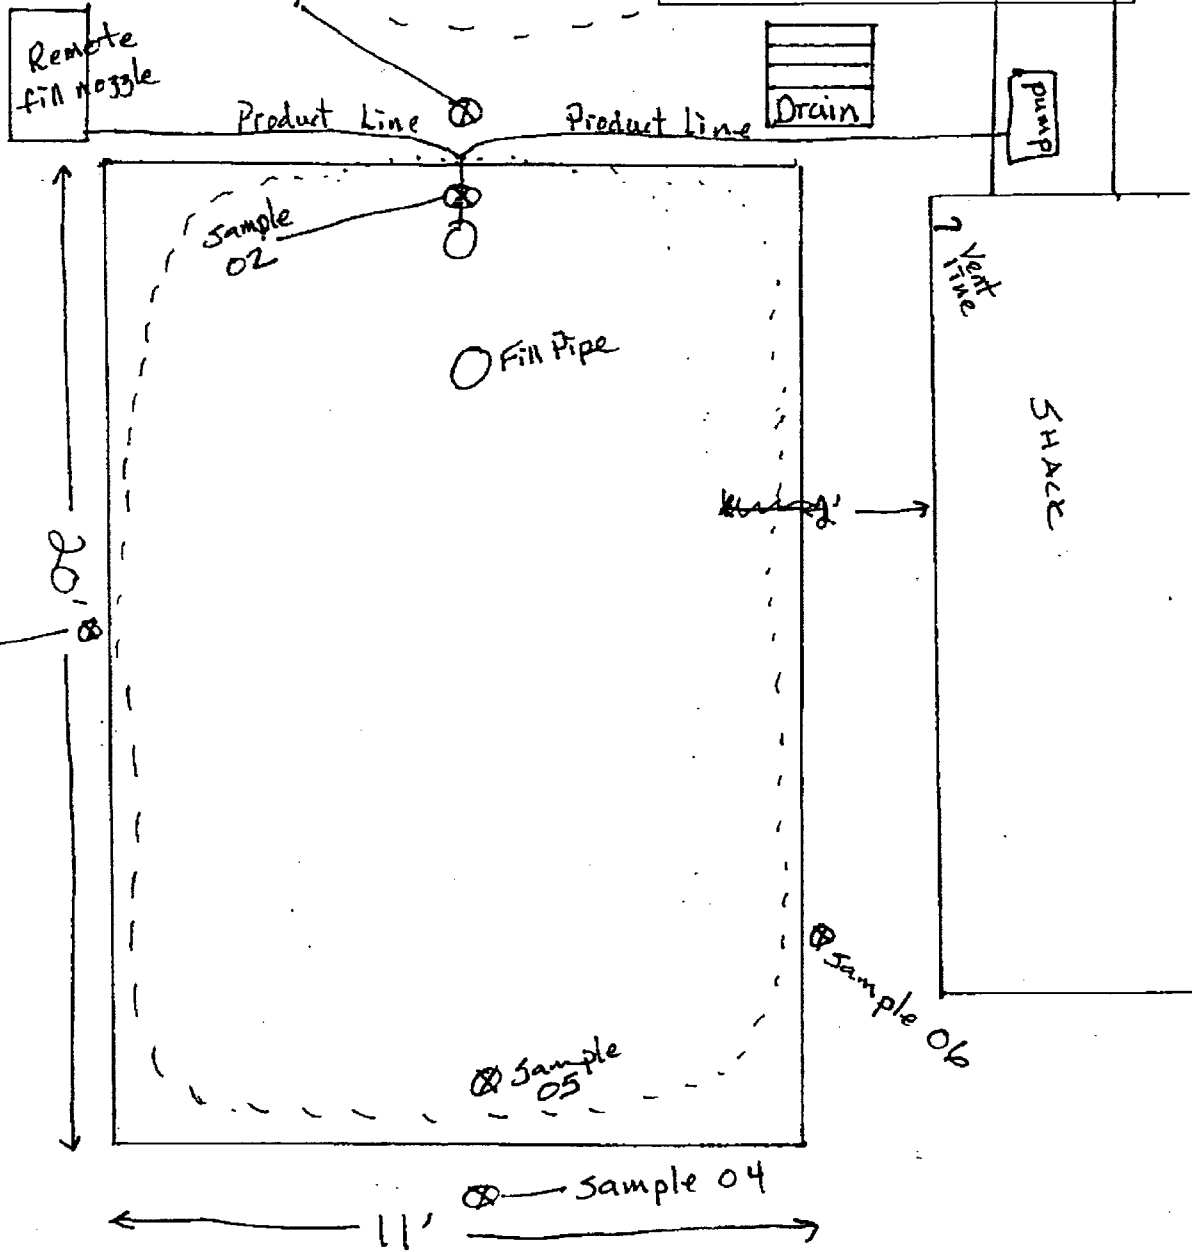 Remote
fill nozzle
Product Line
Product Line
Drain
pump
Sample
02
Vent
line
Fill Pipe
SHACK
20'
Sample 06
Sample
05
Sample 04
11'